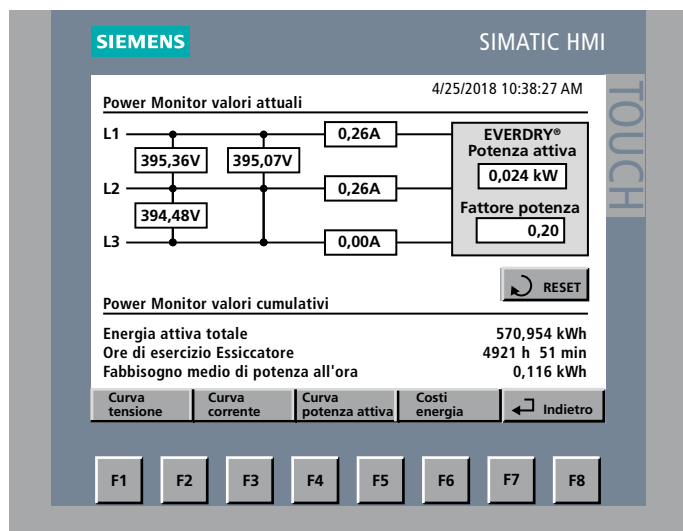 SIEMENS
SIMATIC HMI
TOUCH
4/25/2018 10:38:27 AM
Power Monitor valori attuali
L1
0,26A
EVERDRY®
Potenza attiva
395,36V
395,07V
0,024 kW
L2
0,26A
Fattore potenza
394,48V
0,20
L3
0,00A
RESET
Power Monitor valori cumulativi
Energia attiva totale 570,954 kWh
Ore di esercizio Essiccatore 4921 h 51 min
Fabbisogno medio di potenza all'ora 0,116 kWh
Curva tensione
Curva corrente
Curva potenza attiva
Costi energia
Indietro
F1 F2 F3 F4 F5 F6 F7 F8